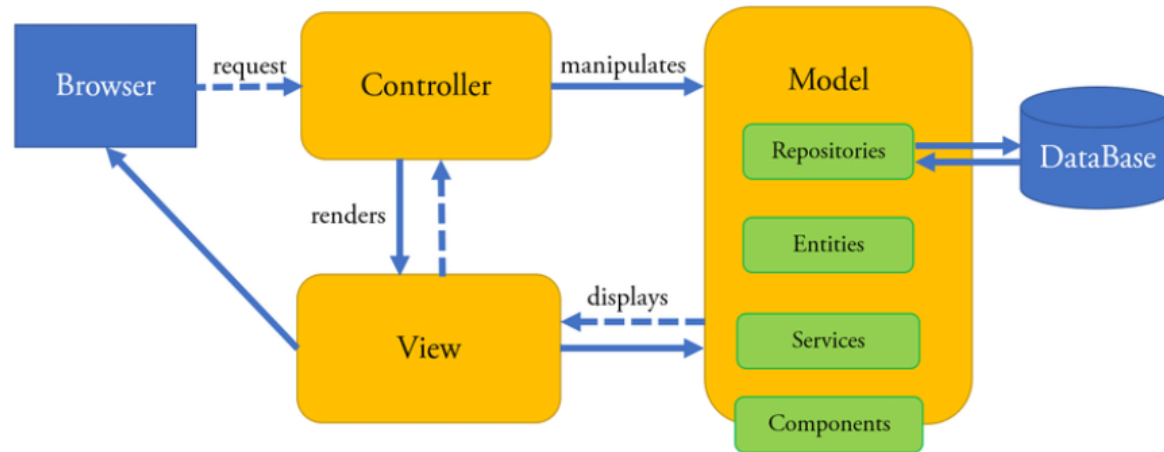 Browser
request
Controller
manipulates
Model
Repositories
DataBase
renders
Entities
displays
View
Services
Components